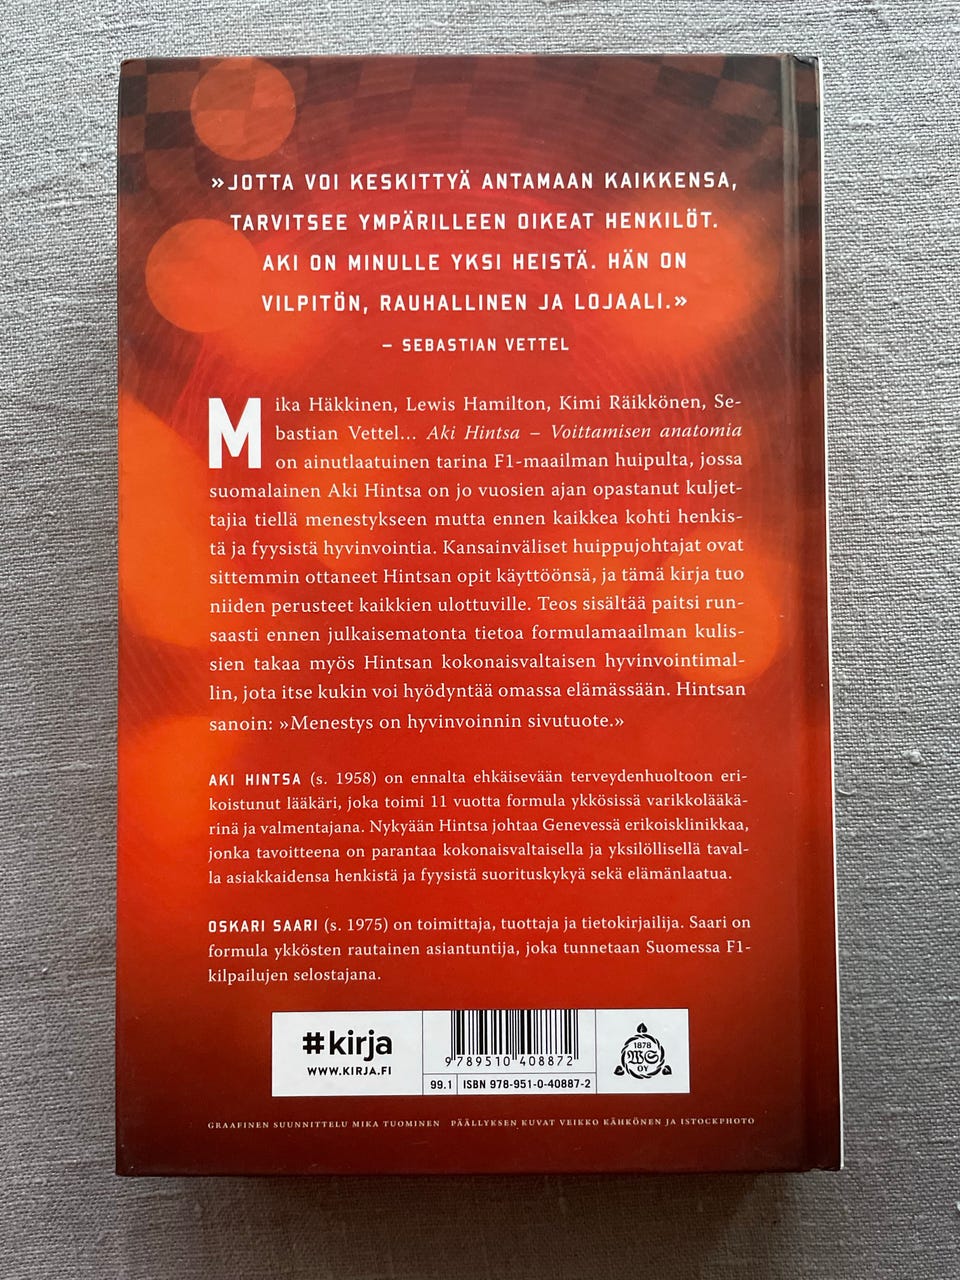 »JOTTA VOI KESKITTYÄ ANTAMAAN KAIKKENSA,
TARVITSEE YMPÄRILLEEN OIKEAT HENKILÖT.
AKI ON MINULLE YKSI HEISTÄ. HÄN ON
VILPITÖN, RAUHALLINEN JA LOJAALI.»
– SEBASTIAN VETTEL
Mika Häkkinen, Lewis Hamilton, Kimi Räikkönen, Se-
bastian Vettel... Aki Hintsa – Voittamisen anatomia
on ainutlaatuinen tarina F1-maailman huipulta, jossa
suomalainen Aki Hintsa on jo vuosien ajan opastanut kuljet-
tajia tiellä menestykseen mutta ennen kaikkea kohti henkis-
tä ja fyysistä hyvinvointia. Kansainväliset huippujohtajat ovat
sittemmin ottaneet Hintsan opit käyttöönsä, ja tämä kirja tuo
niiden perusteet kaikkien ulottuville. Teos sisältää paitsi run-
saasti ennen julkaisematonta tietoa formulamaailman kulis-
sien takaa myös Hintsan kokonaisvaltaisen hyvinvointimal-
lin, jota itse kukin voi hyödyntää omassa elämässään. Hintsan
sanoin: »Menestys on hyvinvoinnin sivutuote.»
AKI HINTSA (s. 1958) on ennalta ehkäisevään terveydenhuoltoon eri-
koistunut lääkäri, joka toimi 11 vuotta formula ykkösissä varikkolääkä-
rinä ja valmentajana. Nykyään Hintsa johtaa Genevessä erikoisklinikkaa,
jonka tavoitteena on parantaa kokonaisvaltaisella ja yksilöllisellä taval-
la asiakkaidensa henkistä ja fyysistä suorituskykyä sekä elämänlaatua.
OSKARI SAARI (s. 1975) on toimittaja, tuottaja ja tietokirjailija. Saari on
formula ykkösten rautainen asiantuntija, joka tunnetaan Suomessa F1-
kilpailujen selostajana.
#kirja
WWW.KIRJA.FI
9 789510 408872
99.1 ISBN 978-951-0-40887-2
1878
WS
OY
GRAAFINEN SUUNNITTELU MIKA TUOMINEN PÄÄLLYKSEN KUVAT VEIKKO KÄHKÖNEN JA ISTOCKPHOTO